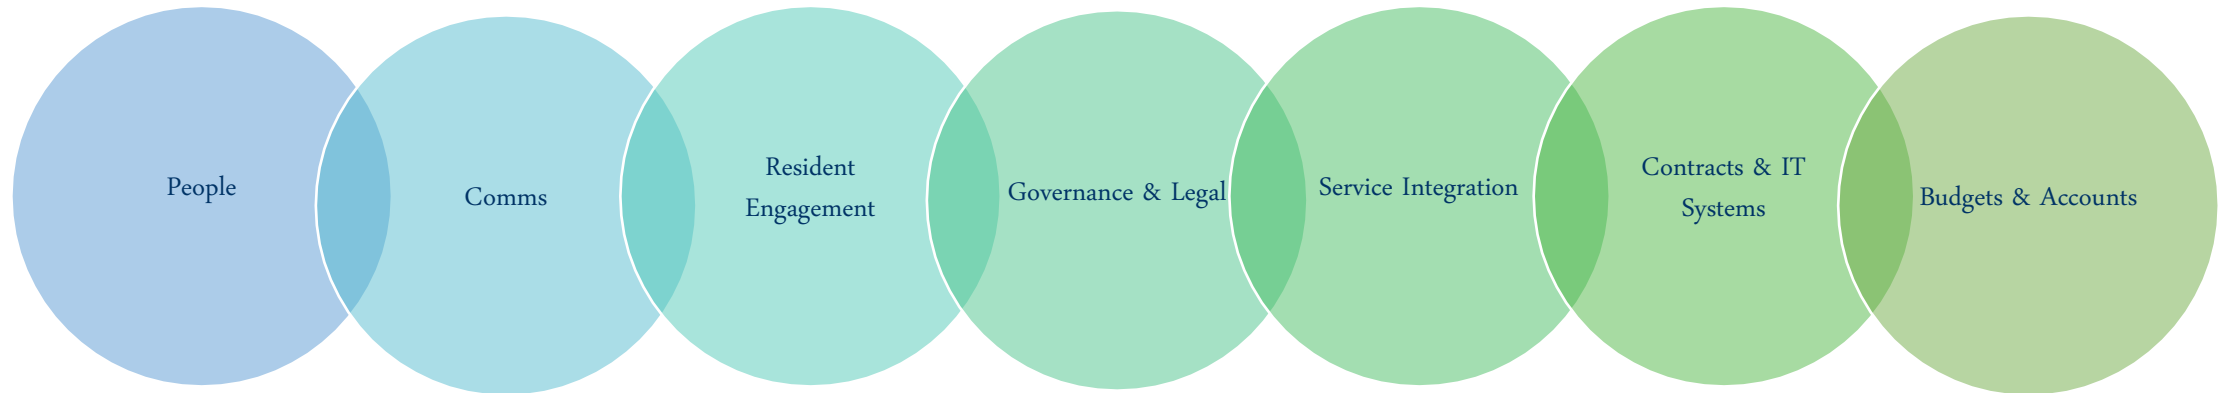 People
Comms
Resident
Engagement
Governance & Legal
Service Integration
Contracts & IT
Systems
Budgets & Accounts